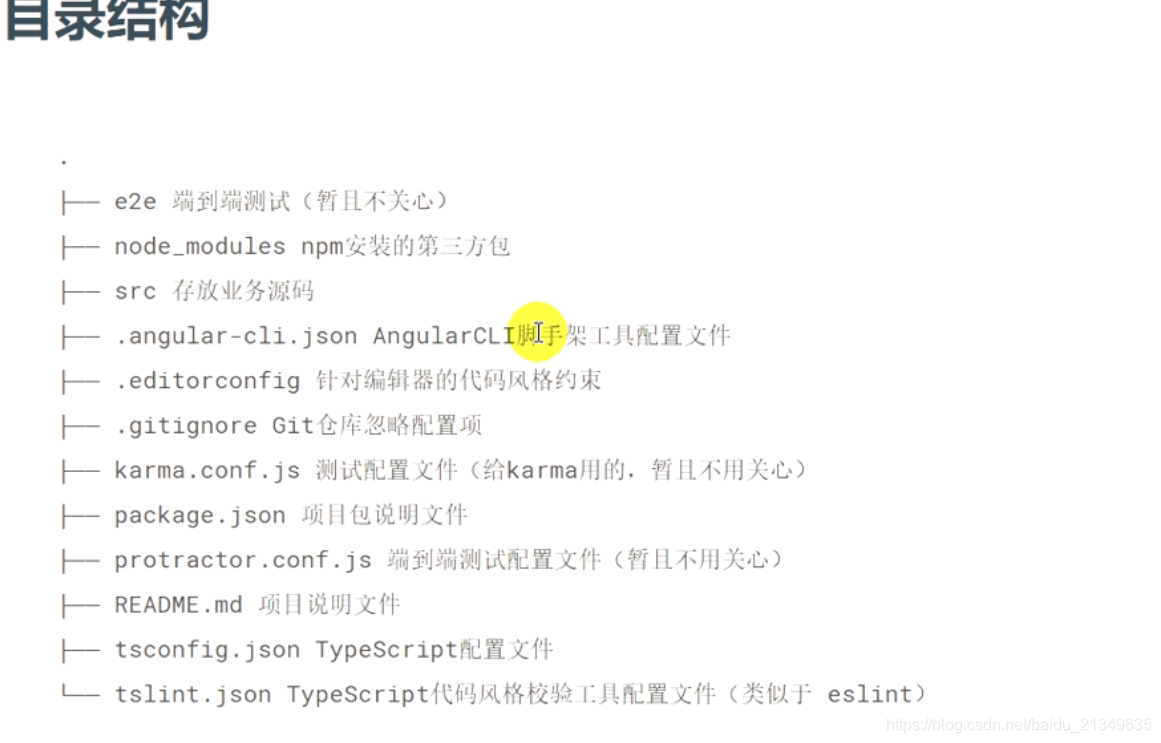 目录结构
.
├── e2e 端到端测试（暂且不关心）
├── node_modules npm安装的第三方包
├── src 存放业务源码
├── .angular-cli.json AngularCLI脚手架工具配置文件
├── .editorconfig 针对编辑器的代码风格约束
├── .gitignore Git仓库忽略配置项
├── karma.conf.js 测试配置文件（给karma用的，暂且不用关心）
├── package.json 项目包说明文件
├── protractor.conf.js 端到端测试配置文件（暂且不用关心）
├── README.md 项目说明文件
├── tsconfig.json TypeScript配置文件
└── tslint.json TypeScript代码风格校验工具配置文件（类似于 eslint）
https://blog.csdn.net/baidu_21349635